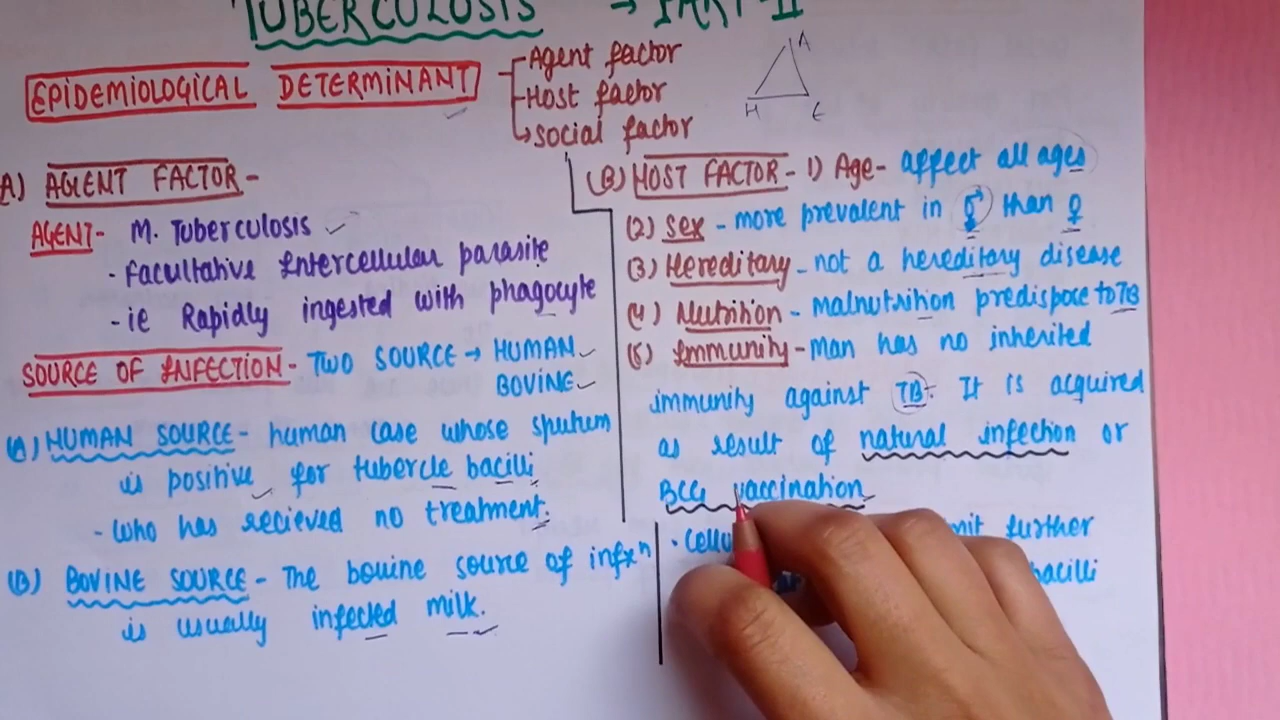 TUBERCULOSIS → PART-II
EPIDEMIOLOGICAL DETERMINANT
Agent factor
Host factor
Social factor
A
H E
A) AGENT FACTOR-
AGENT- M. Tuberculosis
- Facultative Intercellular parasite
- ie Rapidly ingested with phagocyte
SOURCE OF INFECTION- TWO SOURCE → HUMAN
BOVINE
(A) HUMAN SOURCE - human case whose sputum
is positive for tubercle bacilli
- who has recieved no treatment.
(B) BOVINE SOURCE - The bovine source of infxn
is usually infected milk.
(B) HOST FACTOR - 1) Age- affect all ages
(2) Sex - more prevalent in ♂ than ♀
(3) Hereditary - not a hereditary disease
(4) Nutrition - malnutrition predispose to TB
(5) Immunity - man has no inherited
immunity against TB. It is acquired
as result of natural infection or
BCG vaccination
further
bacilli